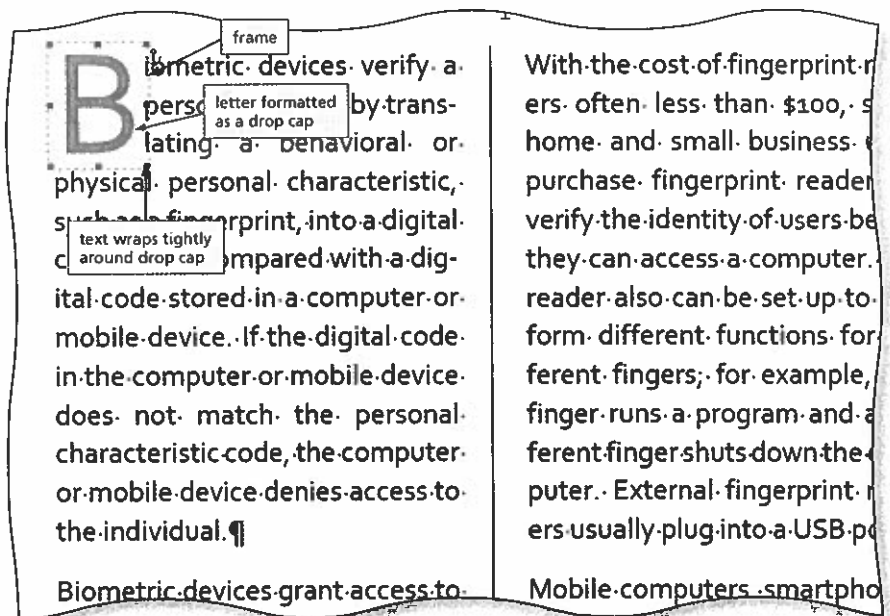 frame
Biometric devices verify a
pers by trans-
letter formatted
as a drop cap
lating a behavioral or
physical personal characteristic,
such as a fingerprint, into a digital
text wraps tightly
around drop cap
c ompared with a dig-
ital code stored in a computer or
mobile device. If the digital code
in the computer or mobile device
does not match the personal
characteristic code, the computer
or mobile device denies access to
the individual.¶
Biometric devices grant access to
With the cost of fingerprint r
ers often less than $100, s
home and small business
purchase fingerprint reader
verify the identity of users be
they can access a computer.
reader also can be set up to
form different functions for
ferent fingers; for example,
finger runs a program and a
ferent finger shuts down the
puter. External fingerprint r
ers usually plug into a USB po
Mobile computers smartpho